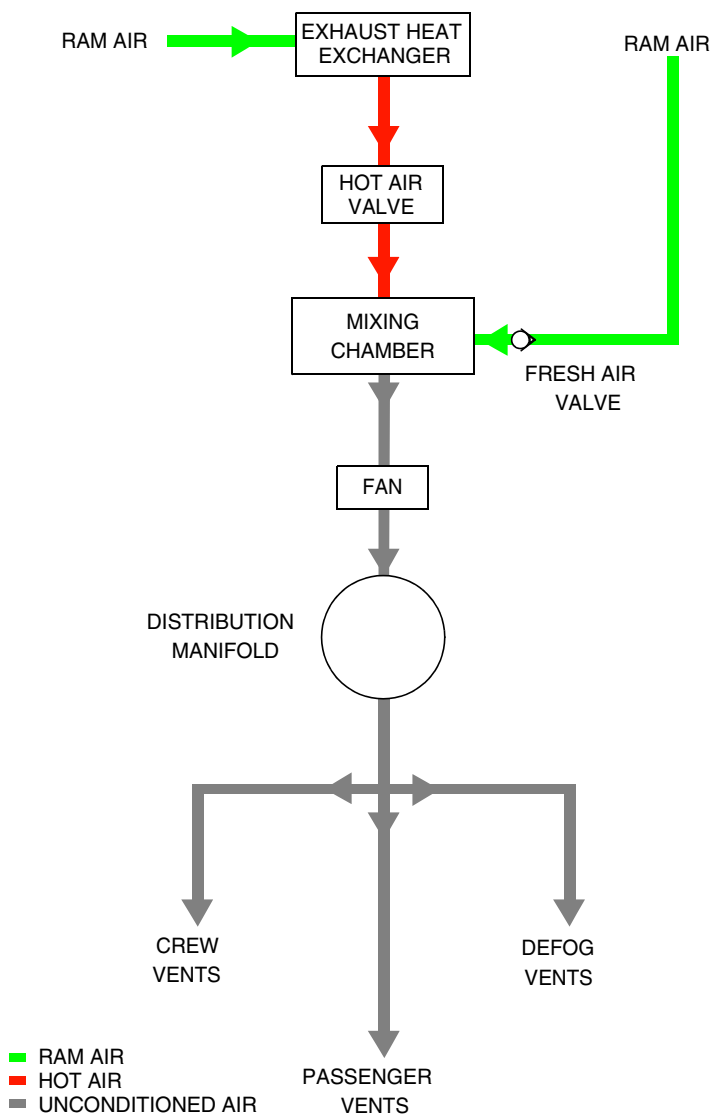 RAM AIR
EXHAUST HEAT
EXCHANGER
RAM AIR
HOT AIR
VALVE
MIXING
CHAMBER
FRESH AIR
VALVE
FAN
DISTRIBUTION
MANIFOLD
CREW
VENTS
DEFOG
VENTS
PASSENGER
VENTS
RAM AIR
HOT AIR
UNCONDITIONED AIR